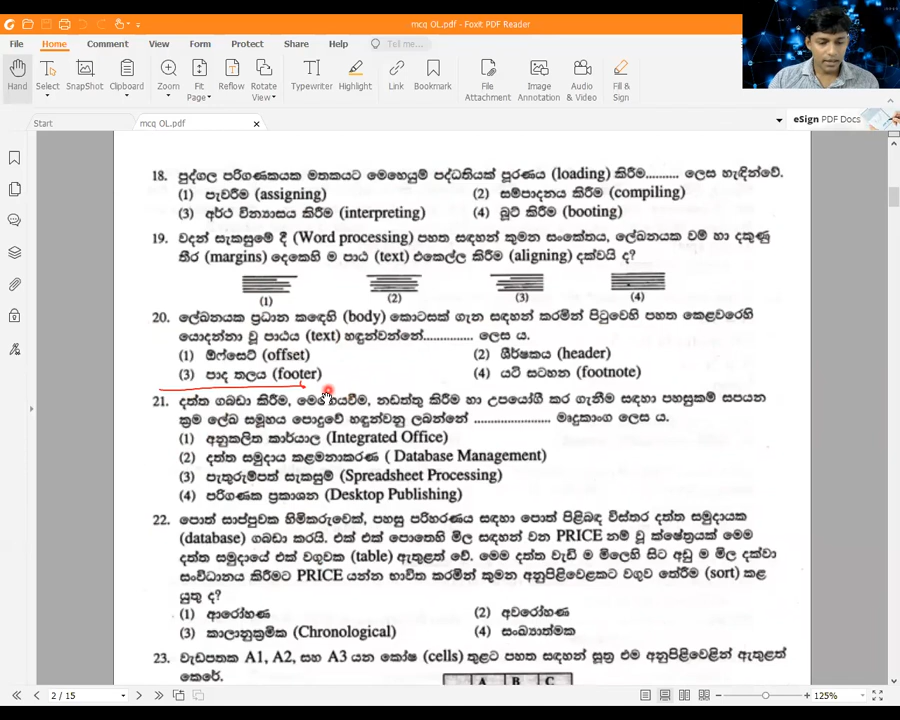 mcq OL.pdf - Foxit PDF Reader
File Home Comment View Form Protect Share Help Tell me...
Hand Select SnapShot Clipboard Zoom Fit Page Reflow Rotate View Typewriter Highlight Link Bookmark File Attachment Image Annotation Audio & Video Fill & Sign
Start mcq OL.pdf eSign PDF Docs
18. පුද්ගල පරිගණකයක මතකයට මෙහෙයුම් පද්ධතියක් පූරණය (loading) කිරීම.......... ලෙස හැඳින්වේ.
(1) පැවරීම (assigning) (2) සම්පාදනය කිරීම (compiling)
(3) අර්ථ වින්‍යාසය කිරීම (interpreting) (4) බූට් කිරීම (booting)
19. වදන් සැකසුමේ දී (Word processing) පහත සඳහන් කුමන සංකේතය, ලේඛනයක වම් හා දකුණු
තීර (margins) දෙකෙහි ම පාඨ (text) එකෙල්ල කිරීම (aligning) දක්වයි ද?
(1) (2) (3) (4)
20. ලේඛනයක ප්‍රධාන කඳෙහි (body) කොටසක් ගැන සඳහන් කරමින් පිටුවෙහි පහත කෙළවරෙහි
යොදන්නා වූ පාඨය (text) හඳුන්වන්නේ.............. ලෙස ය.
(1) ඕෆ්සෙට් (offset) (2) ශීර්ෂකය (header)
(3) පාද තලය (footer) (4) යටි සටහන (footnote)
21. දත්ත ගබඩා කිරීම, මෙහෙයවීම, නඩත්තු කිරීම හා උපයෝගී කර ගැනීම සඳහා පහසුකම් සපයන
ක්‍රම ලේඛ සමූහය පොදුවේ හඳුන්වනු ලබන්නේ ...................... මෘදුකාංග ලෙස ය.
(1) අනුකලිත කාර්යාල (Integrated Office)
(2) දත්ත සමුදාය කළමනාකරණ ( Database Management)
(3) පැතුරුම්පත් සැකසුම් (Spreadsheet Processing)
(4) පරිගණක ප්‍රකාශන (Desktop Publishing)
22. පොත් සාප්පුවක හිමිකරුවෙක්, පහසු පරිහරණය සඳහා පොත් පිළිබඳ විස්තර දත්ත සමුදායක
(database) ගබඩා කරයි. එක් එක් පොතෙහි මිල සඳහන් වන PRICE නම් වූ ක්ෂේත්‍රයක් මෙම
දත්ත සමුදායේ එක් වගුවක (table) ඇතුළත් වේ. මෙම දත්ත වැඩි ම මිලෙහි සිට අඩු ම මිල දක්වා
සංවිධානය කිරීමට PRICE යන්න භාවිත කරමින් කුමන අනුපිළිවෙළකට වගුව තේරීම (sort) කළ
යුතු ද?
(1) ආරෝහණ (2) අවරෝහණ
(3) කාලානුක්‍රමික (Chronological) (4) සංඛ්‍යාත්මක
23. වැඩපතක A1, A2, සහ A3 යන කෝෂ (cells) තුළට පහත සඳහන් සූත්‍ර එම අනුපිළිවෙළින් ඇතුළත්
කෙරේ.
A B C
2 / 15 125%